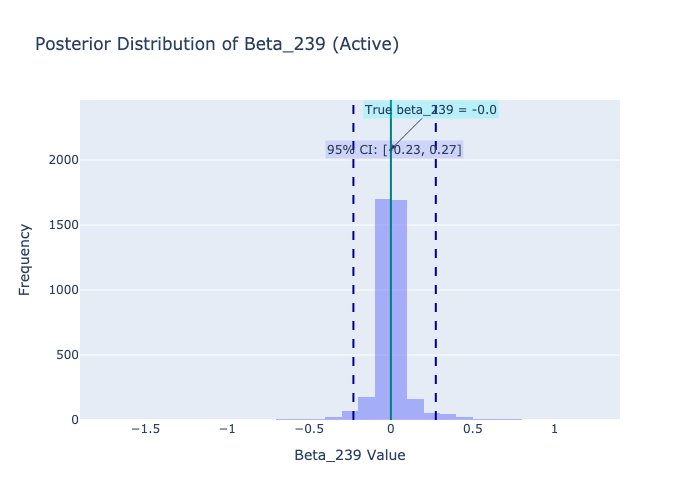 Posterior Distribution of Beta_239 (Active)
True beta_239 = -0.0
95% CI: [-0.23, 0.27]
2000
1500
1000
500
0
Frequency
−1.5
−1
−0.5
0
0.5
1
Beta_239 Value